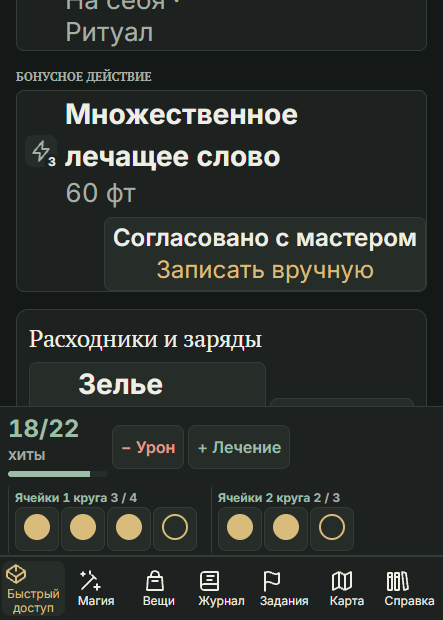 На себя ·
Ритуал
БОНУСНОЕ ДЕЙСТВИЕ
Множественное
лечащее слово
3
60 фт
Согласовано с мастером
Записать вручную
Расходники и заряды
Зелье
18/22
ХИТЫ
− Урон
+ Лечение
Ячейки 1 круга 3 / 4
Ячейки 2 круга 2 / 3
Быстрый
доступ
Магия
Вещи
Журнал
Задания
Карта
Справка